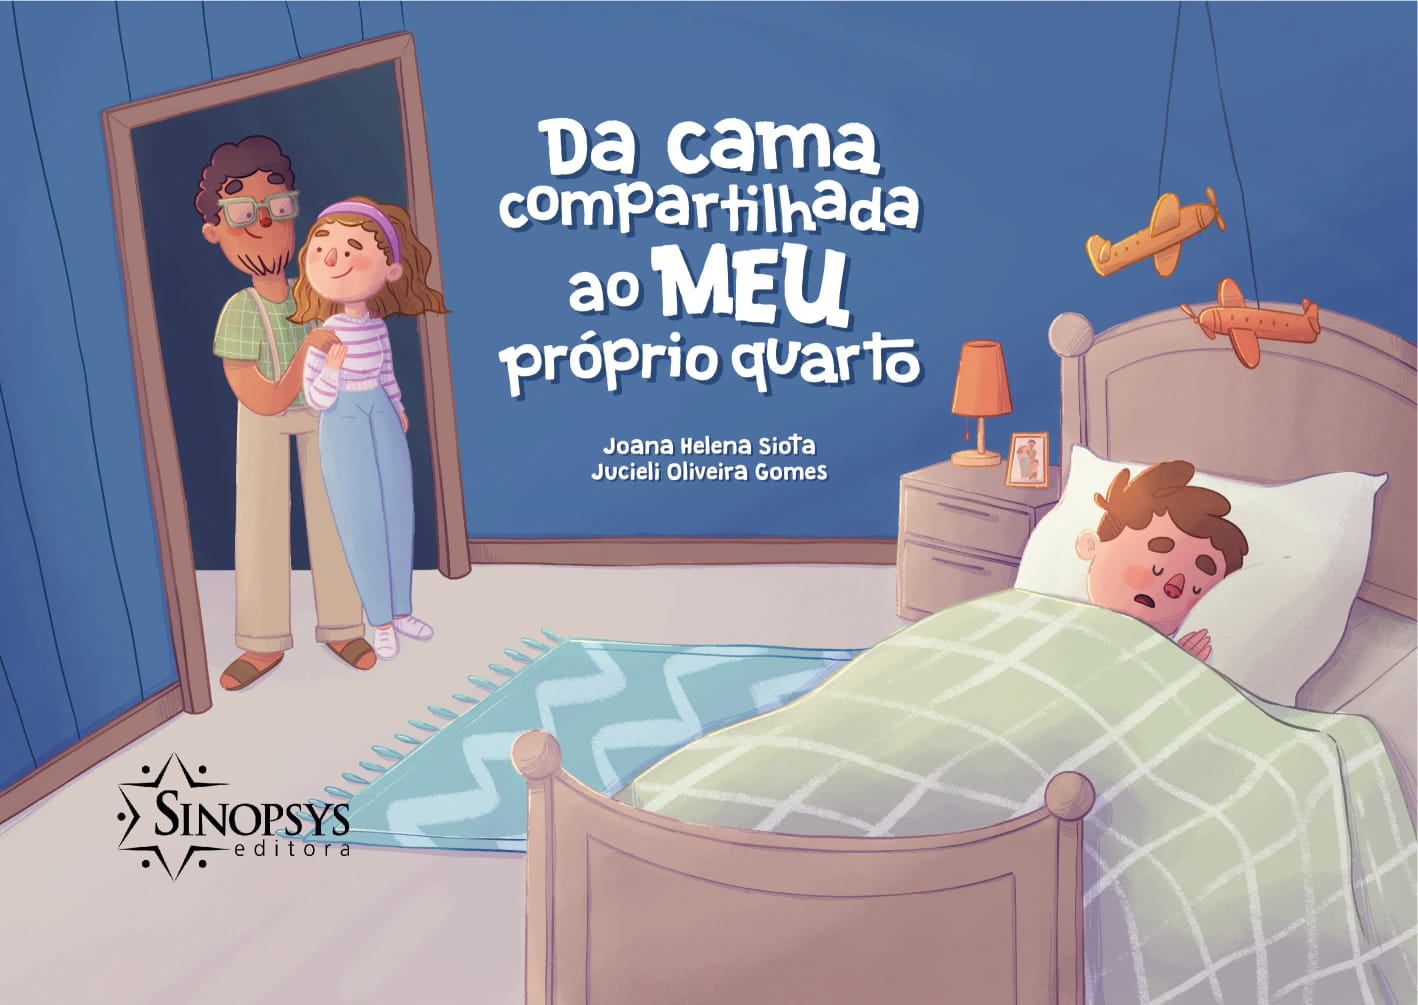 Da cama
compartilhada
ao MEU
próprio quarto
Joana Helena Siota
Jucieli Oliveira Gomes
SINOPSYS
editora